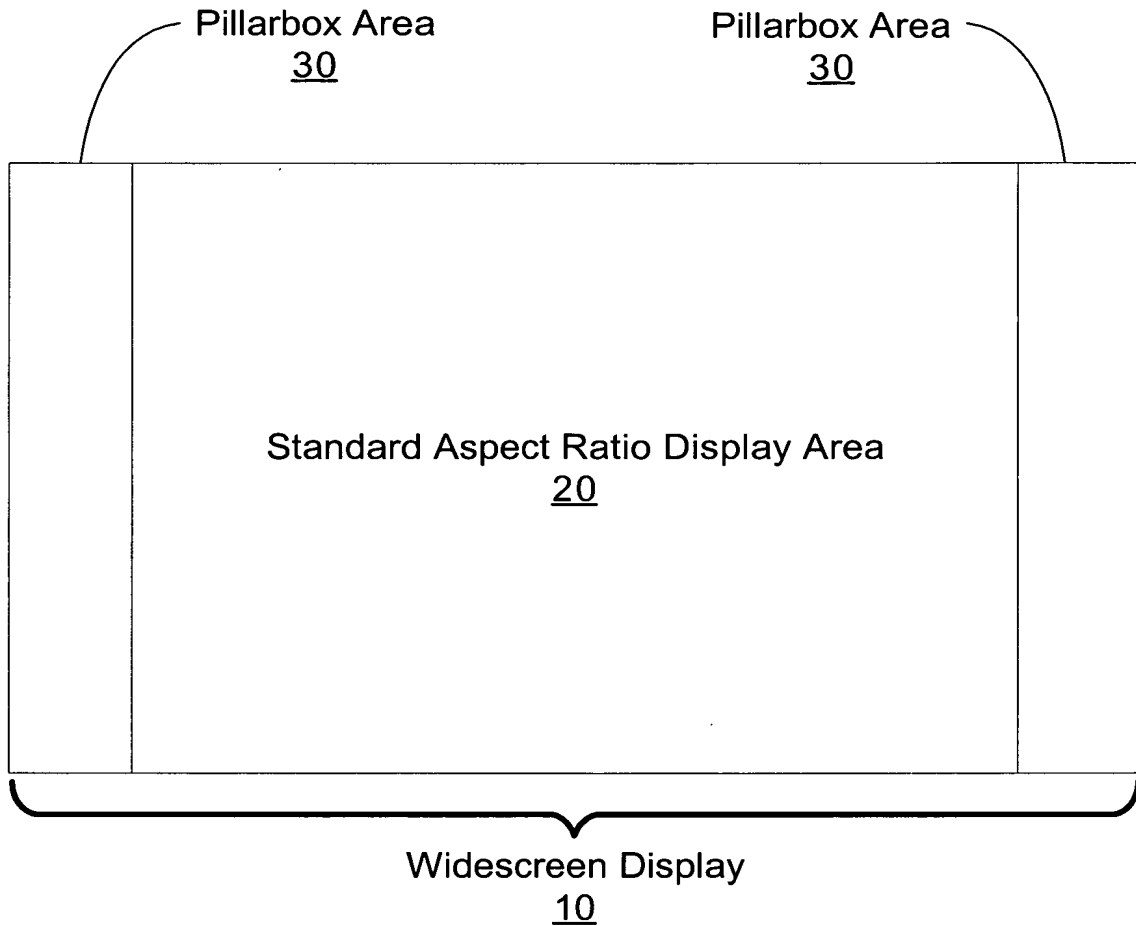 Pillarbox Area
30
Pillarbox Area
30
Standard Aspect Ratio Display Area
20
Widescreen Display
10